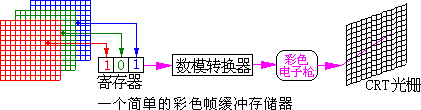 1 0 1
寄存器
数模转换器
彩色
电子枪
CRT光栅
一个简单的彩色帧缓冲存储器